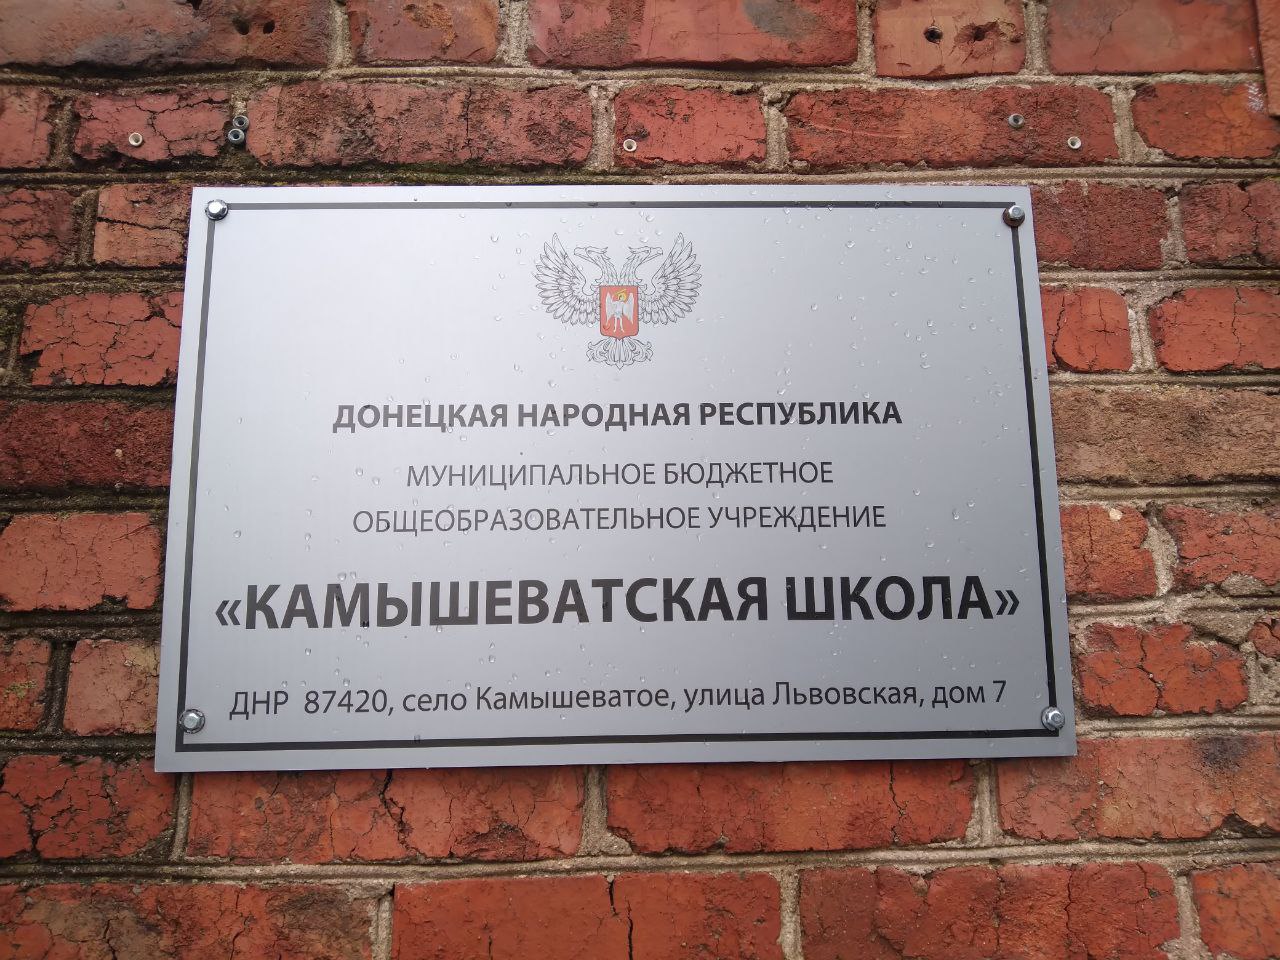 ДОНЕЦКАЯ НАРОДНАЯ РЕСПУБЛИКА
МУНИЦИПАЛЬНОЕ БЮДЖЕТНОЕ
ОБЩЕОБРАЗОВАТЕЛЬНОЕ УЧРЕЖДЕНИЕ
«КАМЫШЕВАТСКАЯ ШКОЛА»
ДНР 87420, село Камышеватое, улица Львовская, дом 7